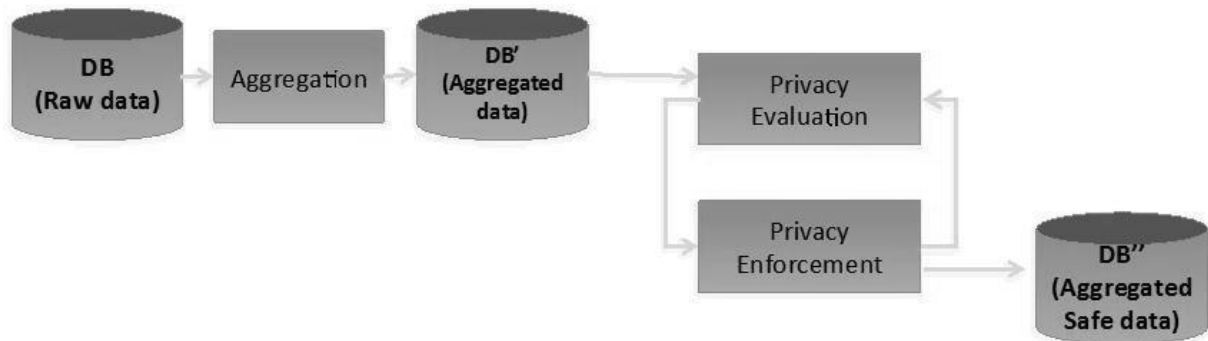 DB
(Raw data)
Aggregation
DB’
(Aggregated
data)
Privacy
Evaluation
Privacy
Enforcement
DB’’
(Aggregated
Safe data)